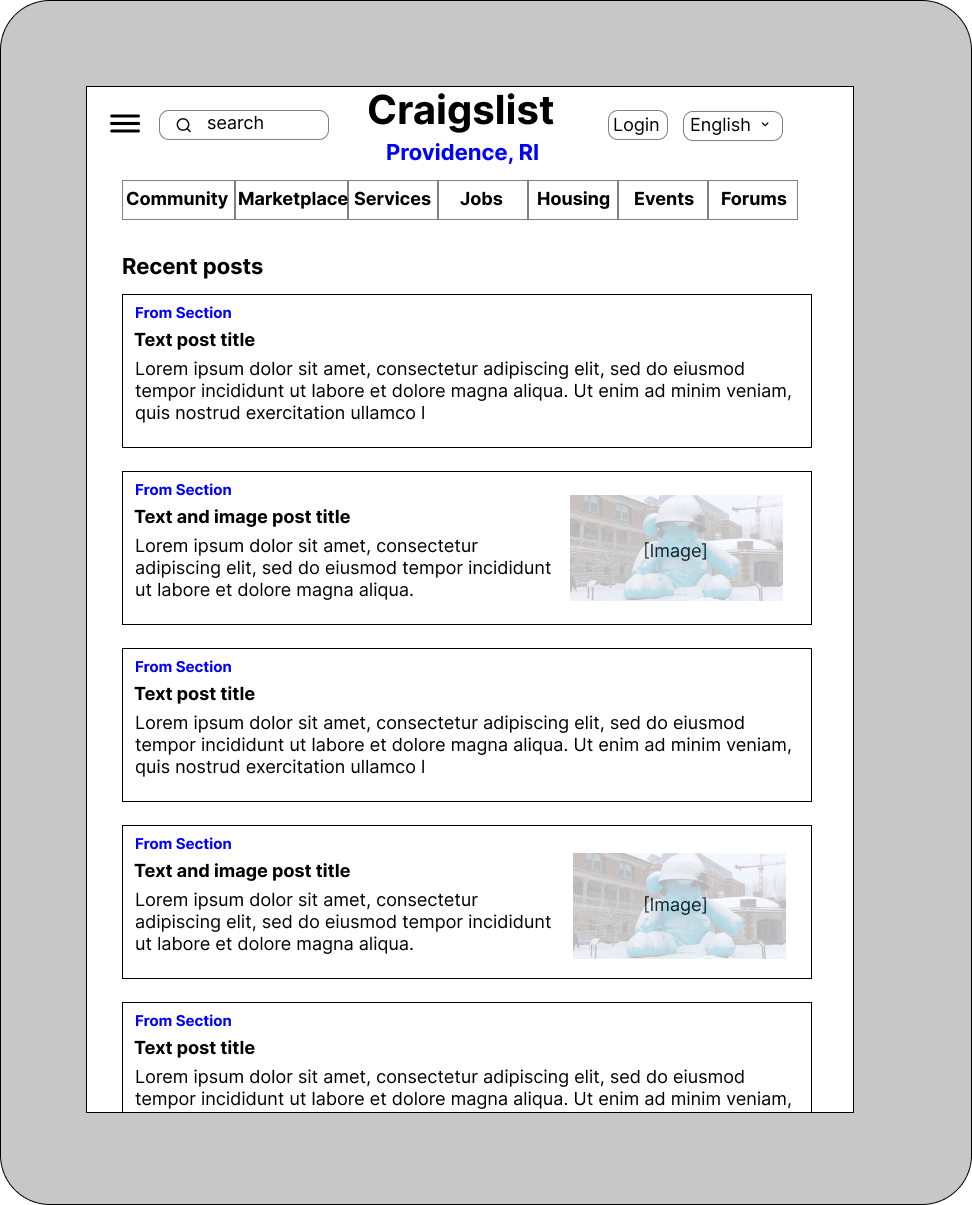 search
Craigslist
Login
English
Providence, RI
Community Marketplace Services Jobs Housing Events Forums
Recent posts
From Section
Text post title
Lorem ipsum dolor sit amet, consectetur adipiscing elit, sed do eiusmod
tempor incididunt ut labore et dolore magna aliqua. Ut enim ad minim veniam,
quis nostrud exercitation ullamco l
From Section
Text and image post title
Lorem ipsum dolor sit amet, consectetur
adipiscing elit, sed do eiusmod tempor incididunt
ut labore et dolore magna aliqua.
[Image]
From Section
Text post title
Lorem ipsum dolor sit amet, consectetur adipiscing elit, sed do eiusmod
tempor incididunt ut labore et dolore magna aliqua. Ut enim ad minim veniam,
quis nostrud exercitation ullamco l
From Section
Text and image post title
Lorem ipsum dolor sit amet, consectetur
adipiscing elit, sed do eiusmod tempor incididunt
ut labore et dolore magna aliqua.
[Image]
From Section
Text post title
Lorem ipsum dolor sit amet, consectetur adipiscing elit, sed do eiusmod
tempor incididunt ut labore et dolore magna aliqua. Ut enim ad minim veniam,